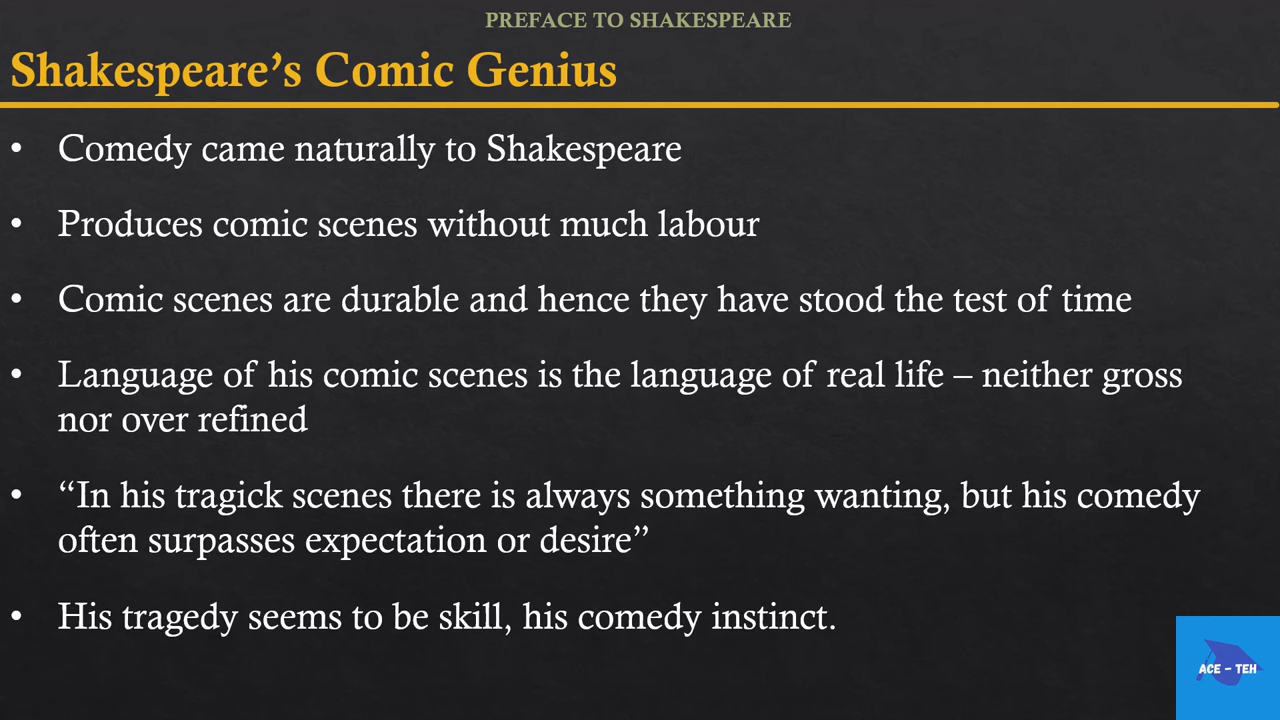 PREFACE TO SHAKESPEARE
Shakespeare’s Comic Genius
• Comedy came naturally to Shakespeare
• Produces comic scenes without much labour
• Comic scenes are durable and hence they have stood the test of time
• Language of his comic scenes is the language of real life – neither gross
nor over refined
• “In his tragick scenes there is always something wanting, but his comedy
often surpasses expectation or desire”
• His tragedy seems to be skill, his comedy instinct.
ACE – TEH